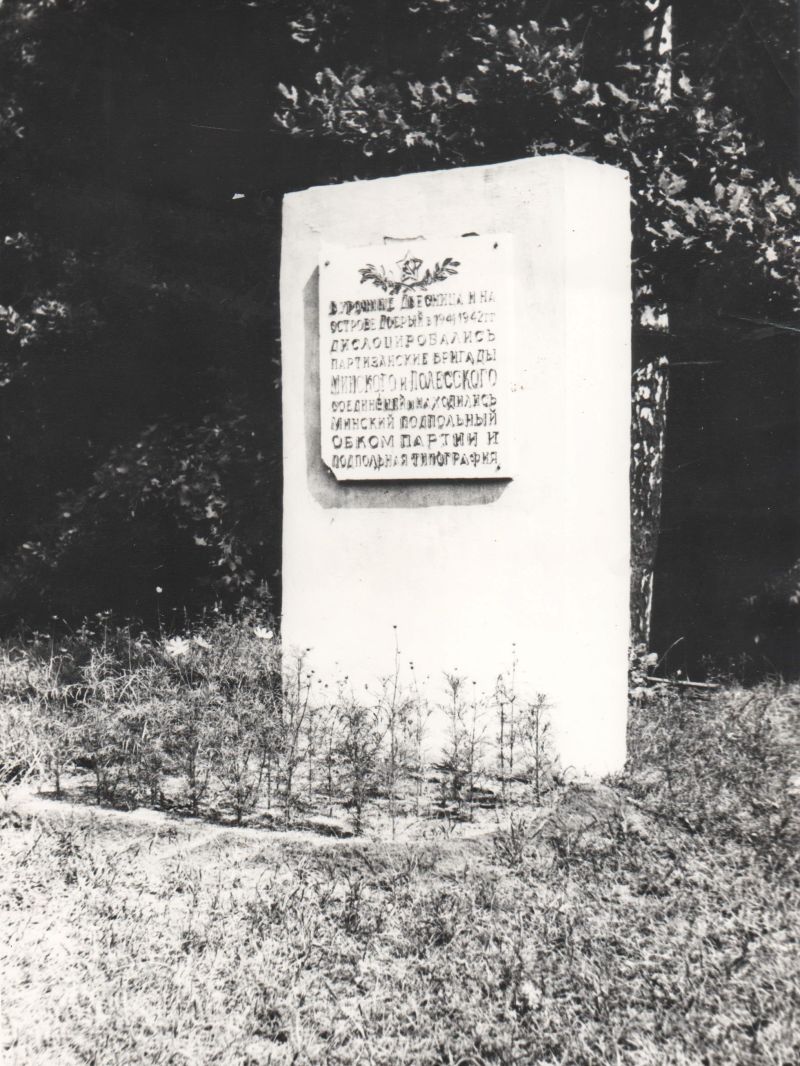 В УРОЧИЩЕ ДВЕСНИЦА И НА
ОСТРОВЕ ДОБРЫЙ В 1941, 1942 ГГ
ДИСЛОЦИРОВАЛИСЬ
ПАРТИЗАНСКИЕ БРИГАДЫ
МИНСКОГО И ПОЛЕССКОГО
СОЕДИНЕНИЙ И НАХОДИЛИСЬ
МИНСКИЙ ПОДПОЛЬНЫЙ
ОБКОМ ПАРТИИ И
ПОДПОЛЬНАЯ ТИПОГРАФИЯ